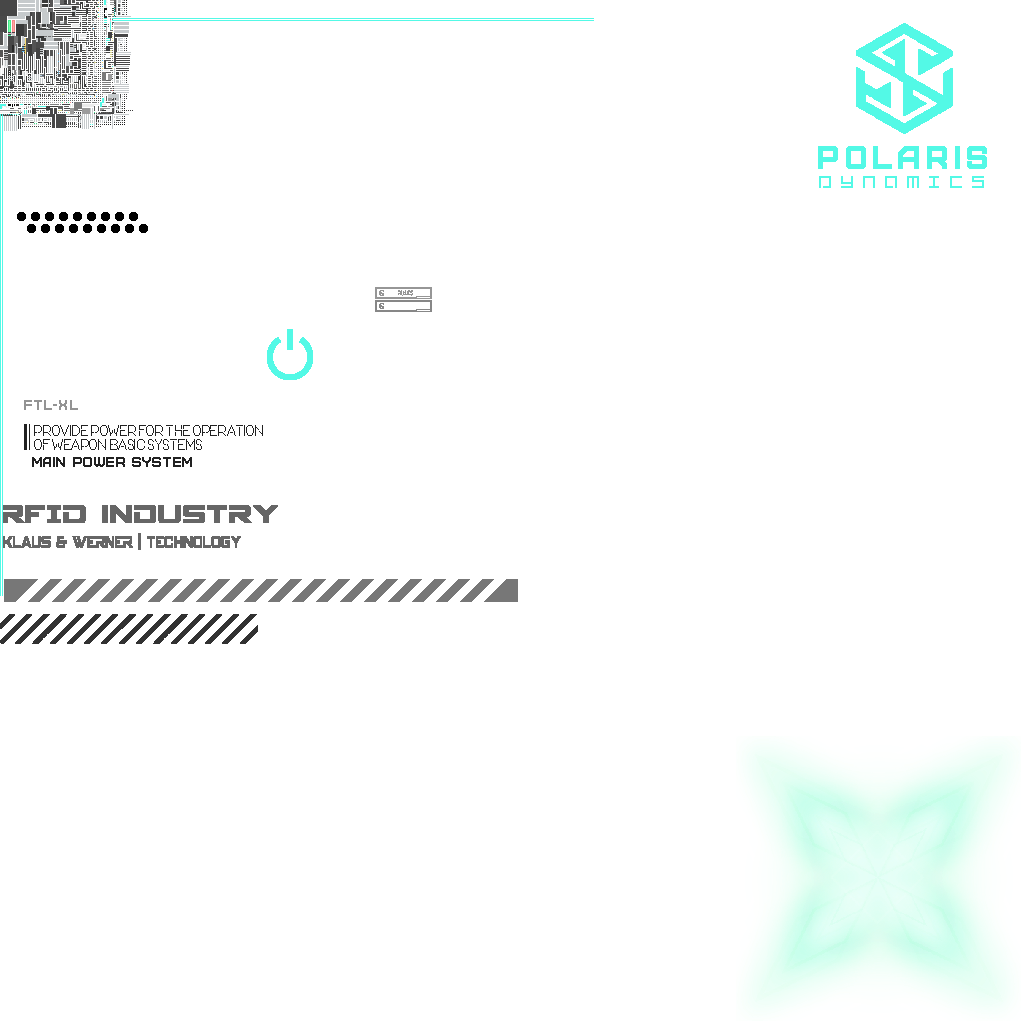 POLARIS
DYNAMICS
FTL-XL
PROVIDE POWER FOR THE OPERATION
OF WEAPON BASIC SYSTEMS
MAIN POWER SYSTEM
RFID INDUSTRY
KLAUS & WERNER | TECHNOLOGY